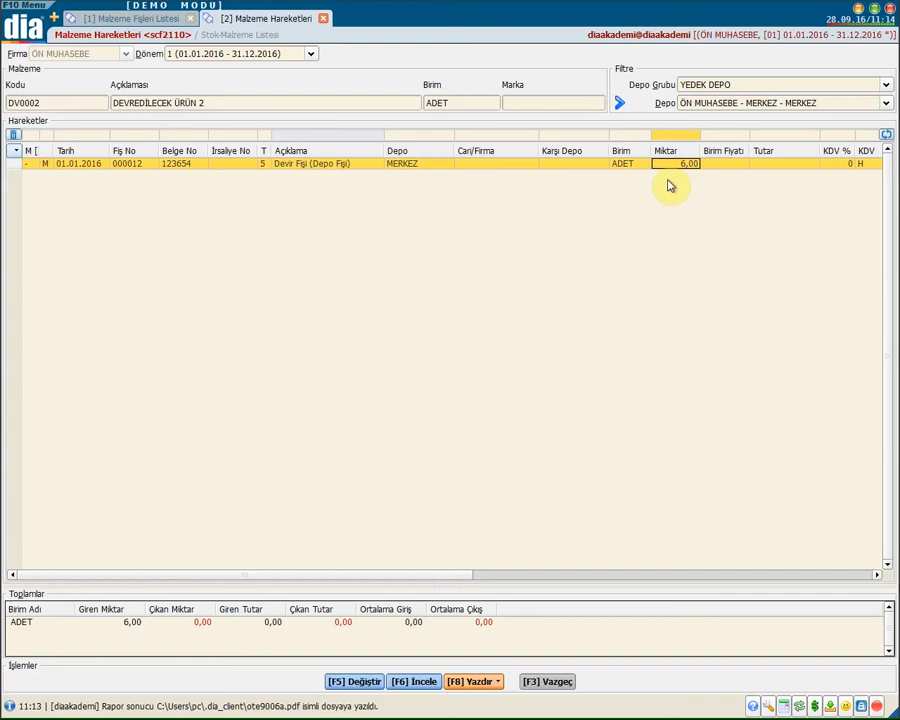 F10 Menu
[ D E M O   M O D U ]
dia
[1] Malzeme Fişleri Listesi
[2] Malzeme Hareketleri
28.09.16/11:14
Malzeme Hareketleri <scf2110> Stok-Malzeme Listesi
diaakademi@diaakademi [(ÖN MUHASEBE, [01] 01.01.2016 - 31.12.2016 ")]
Firma ÖN MUHASEBE Dönem 1 (01.01.2016 - 31.12.2016)
Malzeme
Filtre
Kodu Açıklaması Birim Marka
Depo Grubu YEDEK DEPO
DV0002 DEVREDİLECEK ÜRÜN 2 ADET
Depo ÖN MUHASEBE - MERKEZ - MERKEZ
Hareketler
M [ Tarih Fiş No Belge No İrsaliye No T Açıklama Depo Cari/Firma Karşı Depo Birim Miktar Birim Fiyatı Tutar KDV % KDV
- M 01.01.2016 000012 123654 5 Devir Fişi (Depo Fişi) MERKEZ ADET 6,00 0 H
Toplamlar
Birim Adı Giren Miktar Çıkan Miktar Giren Tutar Çıkan Tutar Ortalama Giriş Ortalama Çıkış
ADET 6,00 0,00 0,00 0,00 0,00 0,00
İşlemler
[F5] Değiştir [F6] İncele [F8] Yazdır [F3] Vazgeç
11:13 | [diaakademi] Rapor sonucu C:\Users\pc\.dia_client\ote9006a.pdf isimli dosyaya yazıldı.